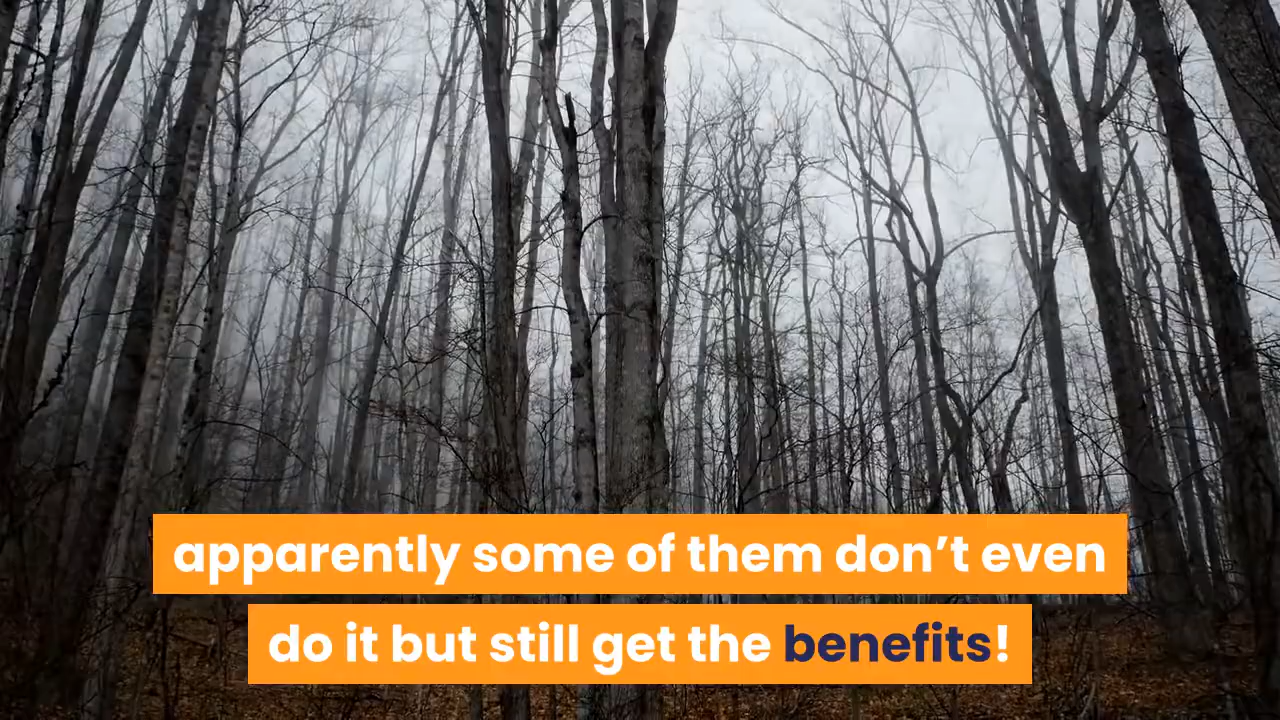 apparently some of them don’t even
do it but still get the benefits!